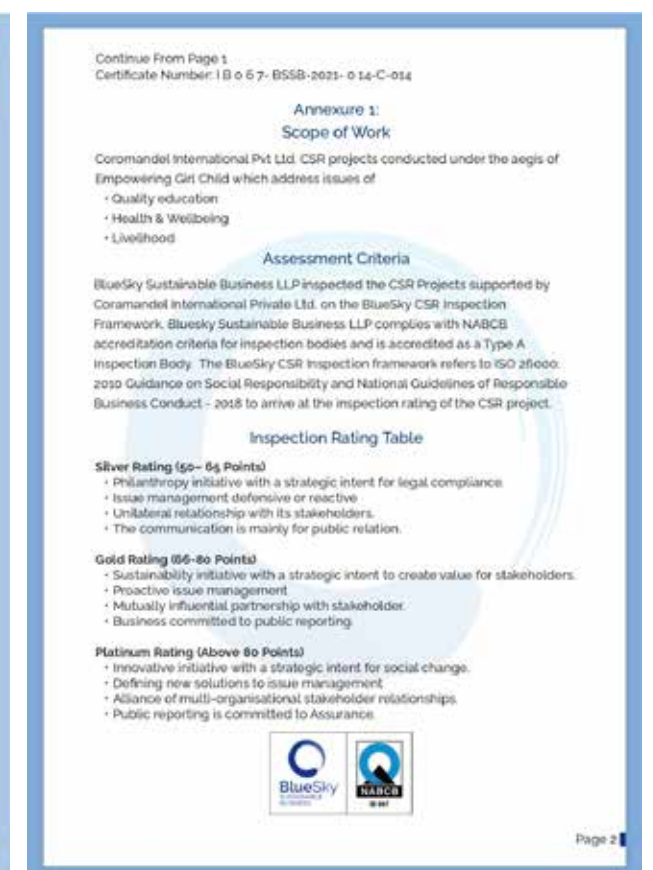 Continue From Page 1
Certificate Number: I B 0 6 7- BSSB-2021- 0 14-C-014
Annexure 1:
Scope of Work
Coromandel International Pvt Ltd. CSR projects conducted under the aegis of
Empowering Girl Child which address issues of
• Quality education
• Health & Wellbeing
• Livelihood
Assessment Criteria
BlueSky Sustainable Business LLP inspected the CSR Projects supported by
Coramandel International Private Ltd. on the BlueSky CSR Inspection
Framework. Bluesky Sustainable Business LLP complies with NABCB
accreditation criteria for inspection bodies and is accredited as a Type A
Inspection Body. The BlueSky CSR Inspection framework refers to ISO 26000:
2010 Guidance on Social Responsibility and National Guidelines of Responsible
Business Conduct - 2018 to arrive at the inspection rating of the CSR project.
Inspection Rating Table
Silver Rating (50– 65 Points)
• Philanthropy initiative with a strategic intent for legal compliance
• Issue management defensive or reactive
• Unilateral relationship with its stakeholders.
• The communication is mainly for public relation.
Gold Rating (66-80 Points)
• Sustainability initiative with a strategic intent to create value for stakeholders.
• Proactive issue management
• Mutually influential partnership with stakeholder.
• Business committed to public reporting
Platinum Rating (Above 80 Points)
• Innovative initiative with a strategic intent for social change.
• Defining new solutions to issue management
• Alliance of multi-organisational stakeholder relationships.
• Public reporting is committed to Assurance.
BlueSky
SUSTAINABLE
BUSINESS
NABCB
Page 2